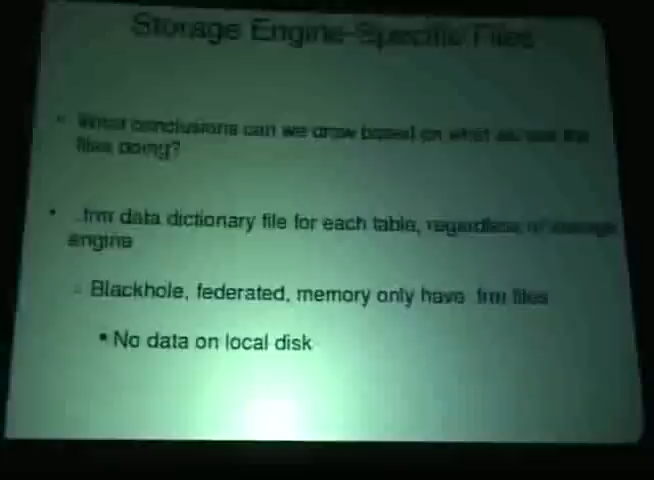 Storage Engine-Specific Files
• What conclusions can we draw based on what we see the
files doing?
• .frm data dictionary file for each table, regardless of storage
engine
Blackhole, federated, memory only have .frm files
• No data on local disk